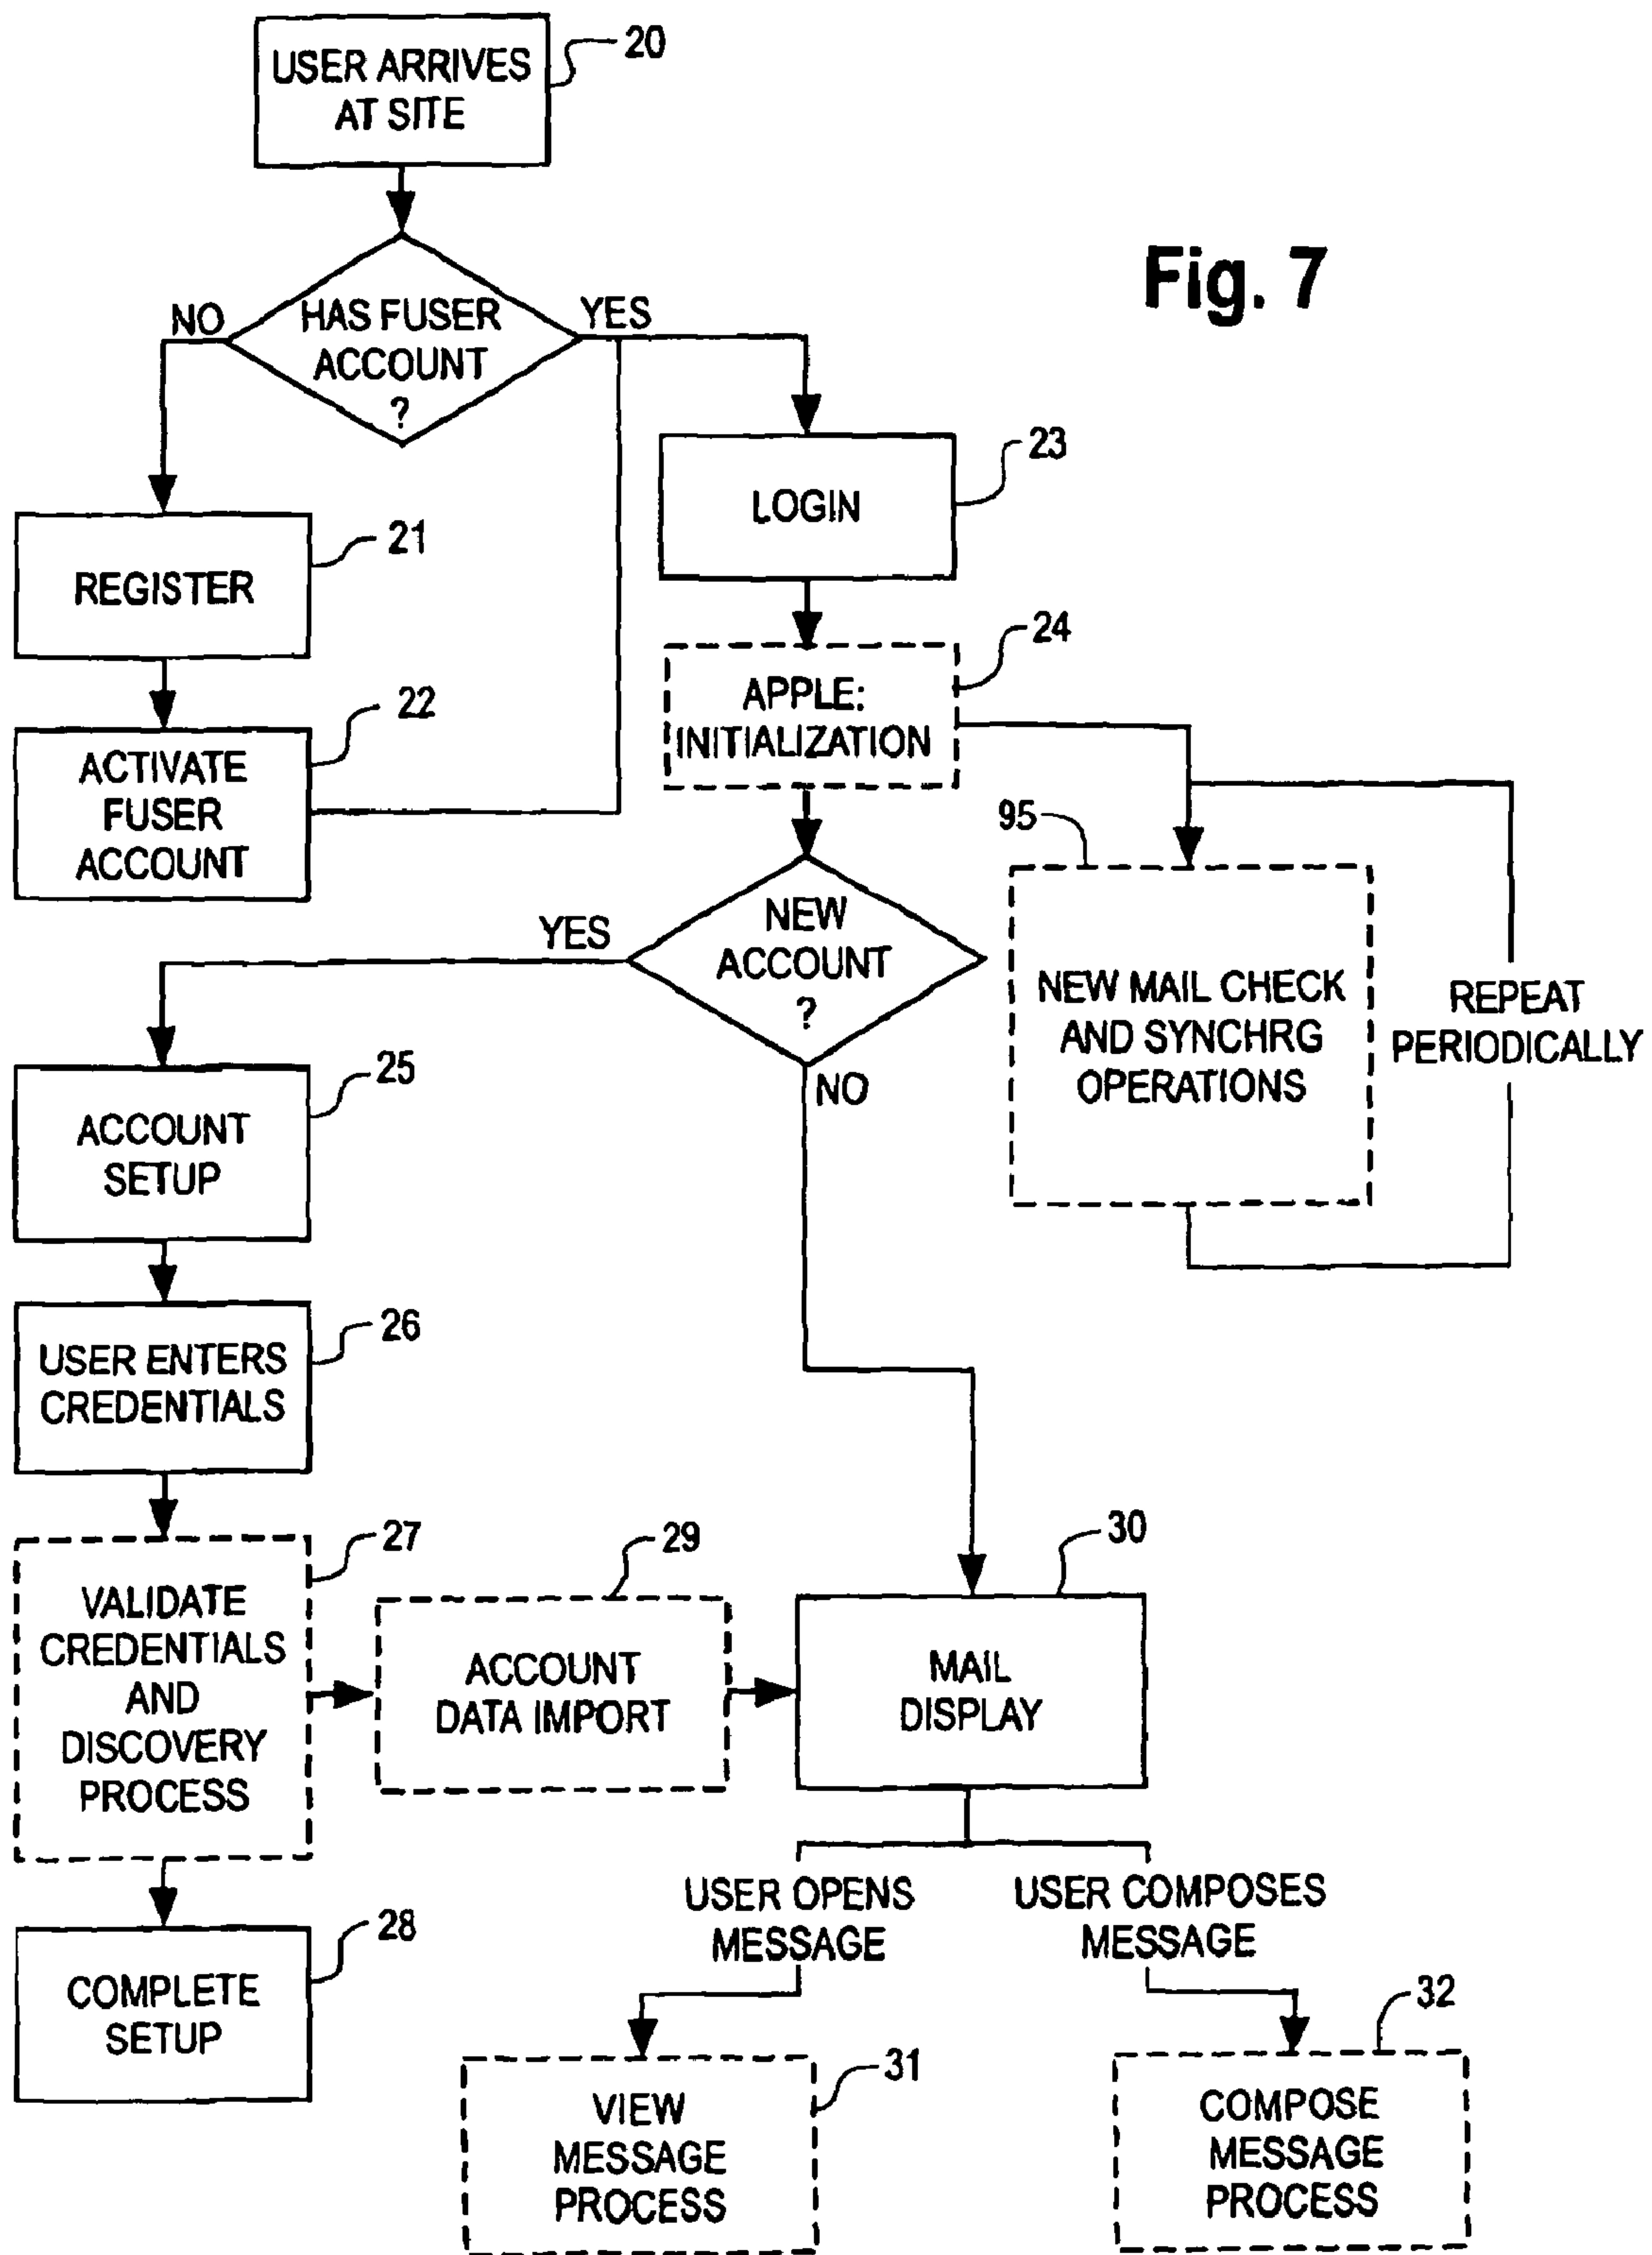 USER ARRIVES
AT SITE
20
Fig. 7
HAS FUSER
ACCOUNT
?
NO
YES
LOGIN
23
REGISTER
21
APPLE:
INITIALIZATION
24
ACTIVATE
FUSER
ACCOUNT
22
NEW
ACCOUNT
?
YES
NO
95
NEW MAIL CHECK
AND SYNCHRG
OPERATIONS
REPEAT
PERIODICALLY
ACCOUNT
SETUP
25
USER ENTERS
CREDENTIALS
26
VALIDATE
CREDENTIALS
AND
DISCOVERY
PROCESS
27
ACCOUNT
DATA IMPORT
29
MAIL
DISPLAY
30
COMPLETE
SETUP
28
USER OPENS
MESSAGE
USER COMPOSES
MESSAGE
VIEW
MESSAGE
PROCESS
31
COMPOSE
MESSAGE
PROCESS
32